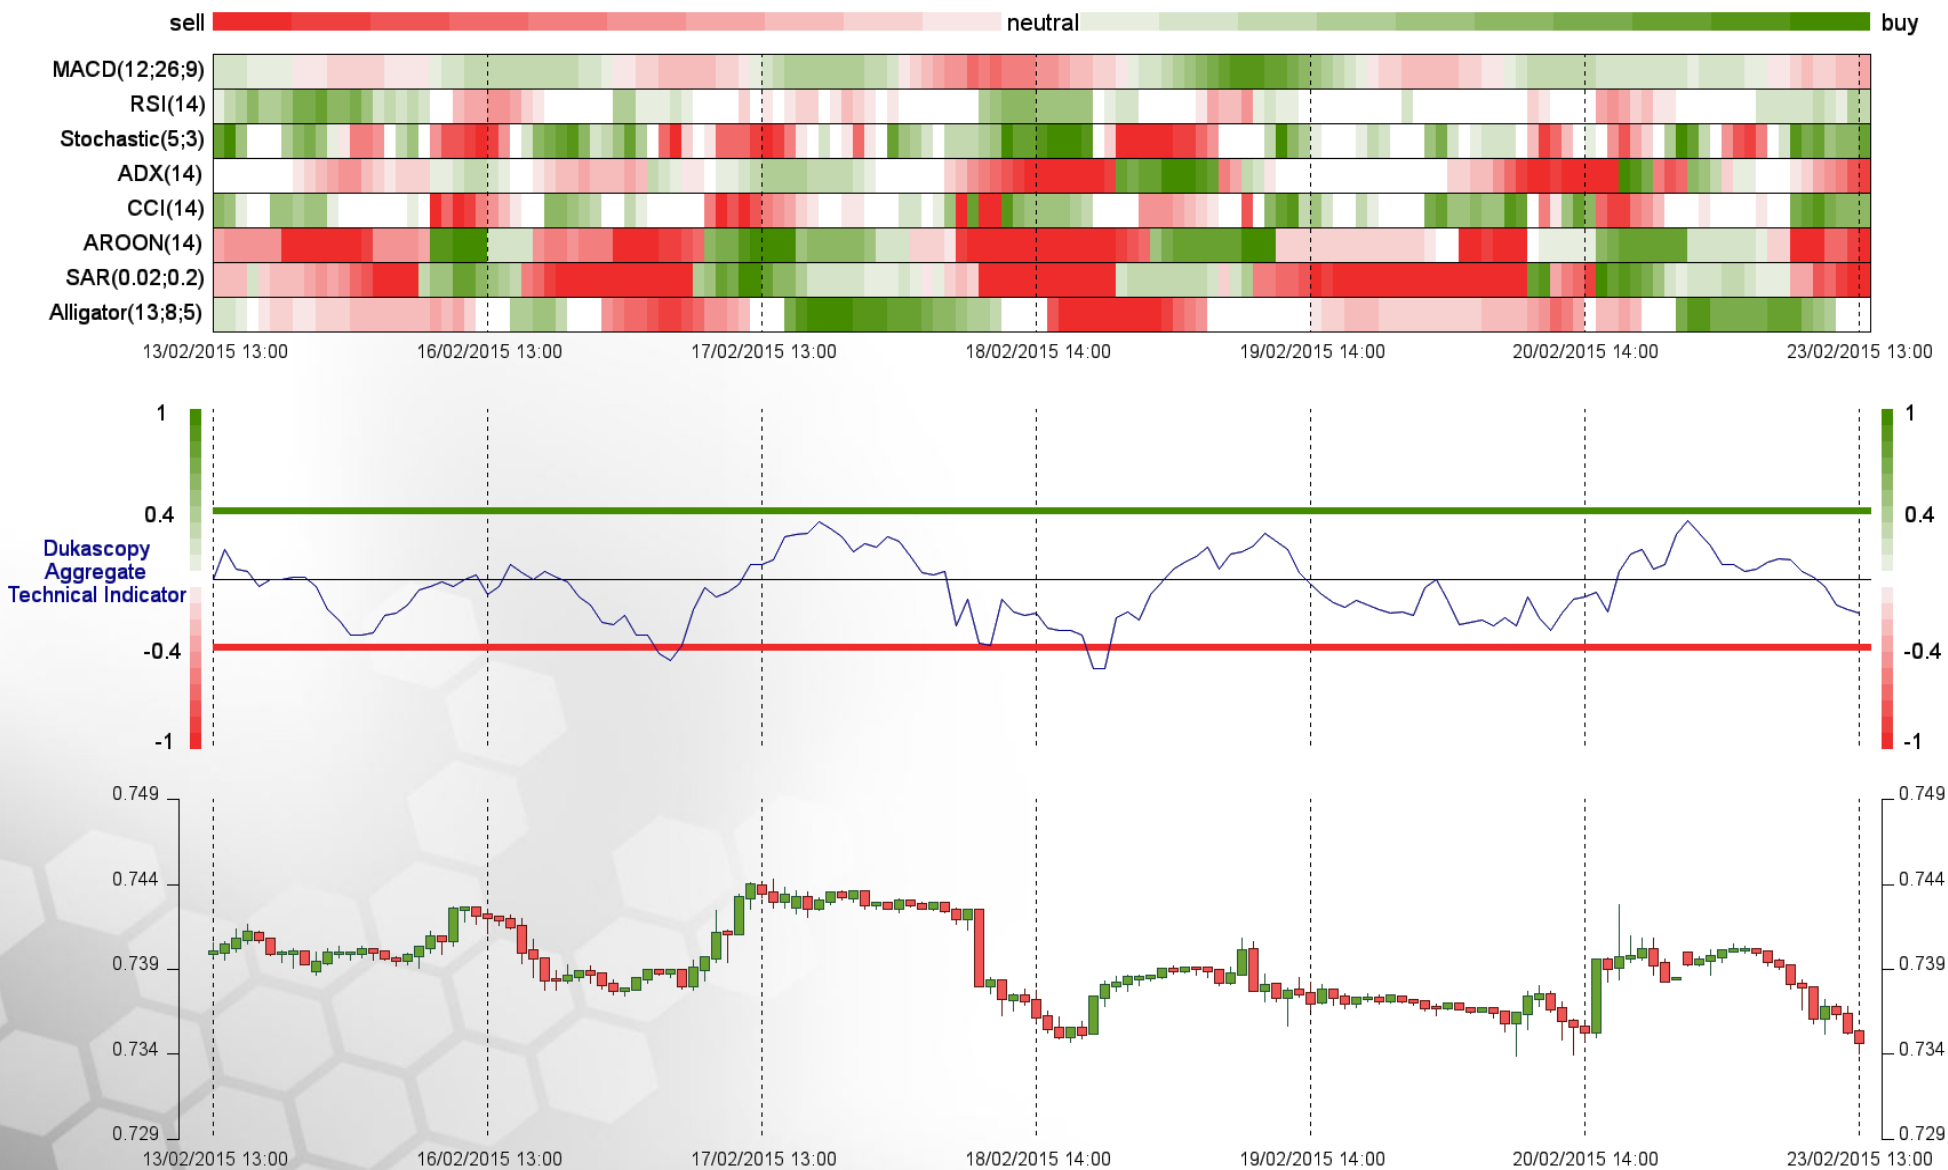 sell neutral buy
MACD(12;26;9)
RSI(14)
Stochastic(5;3)
ADX(14)
CCI(14)
AROON(14)
SAR(0.02;0.2)
Alligator(13;8;5)
13/02/2015 13:00 16/02/2015 13:00 17/02/2015 13:00 18/02/2015 14:00 19/02/2015 14:00 20/02/2015 14:00 23/02/2015 13:00
1 1
0.4 0.4
Dukascopy
Aggregate
Technical Indicator
-0.4 -0.4
-1 -1
0.749 0.749
0.744 0.744
0.739 0.739
0.734 0.734
0.729 0.729
13/02/2015 13:00 16/02/2015 13:00 17/02/2015 13:00 18/02/2015 14:00 19/02/2015 14:00 20/02/2015 14:00 23/02/2015 13:00